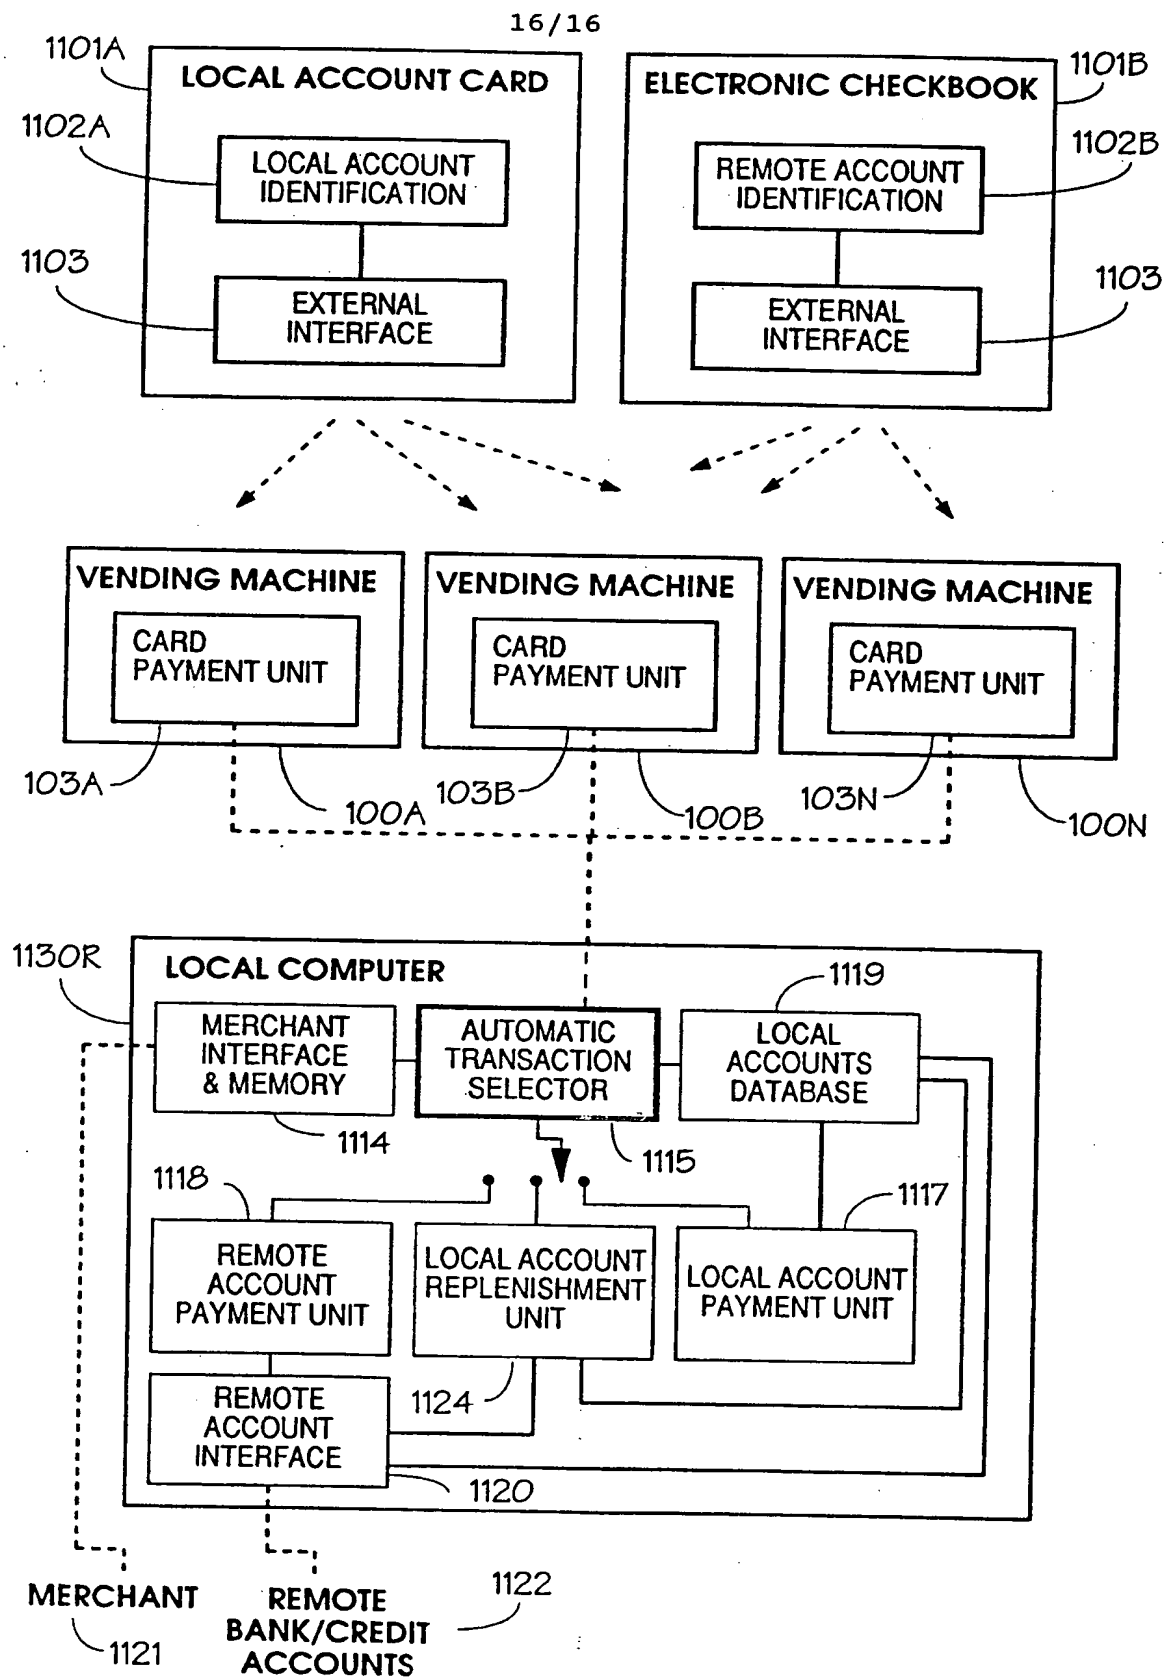 16/16
1101A
LOCAL ACCOUNT CARD
1102A
LOCAL ACCOUNT
IDENTIFICATION
1103
EXTERNAL
INTERFACE
ELECTRONIC CHECKBOOK
1101B
REMOTE ACCOUNT
IDENTIFICATION
1102B
EXTERNAL
INTERFACE
1103
VENDING MACHINE
CARD
PAYMENT UNIT
103A
100A
VENDING MACHINE
CARD
PAYMENT UNIT
103B
100B
VENDING MACHINE
CARD
PAYMENT UNIT
103N
100N
1130R
LOCAL COMPUTER
MERCHANT
INTERFACE
& MEMORY
1114
AUTOMATIC
TRANSACTION
SELECTOR
1115
1119
LOCAL
ACCOUNTS
DATABASE
1118
REMOTE
ACCOUNT
PAYMENT UNIT
LOCAL ACCOUNT
REPLENISHMENT
UNIT
1124
1117
LOCAL ACCOUNT
PAYMENT UNIT
REMOTE
ACCOUNT
INTERFACE
1120
MERCHANT
1121
REMOTE
BANK/CREDIT
ACCOUNTS
1122